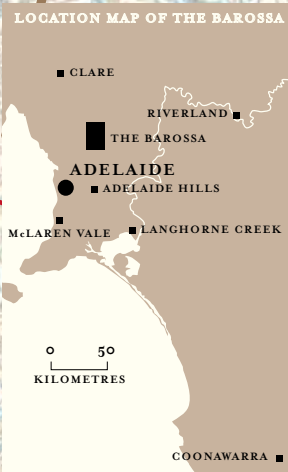 LOCATION MAP OF THE BAROSSA
CLARE
RIVERLAND
THE BAROSSA
ADELAIDE
ADELAIDE HILLS
McLAREN VALE
LANGHORNE CREEK
0 50
KILOMETRES
COONAWARRA